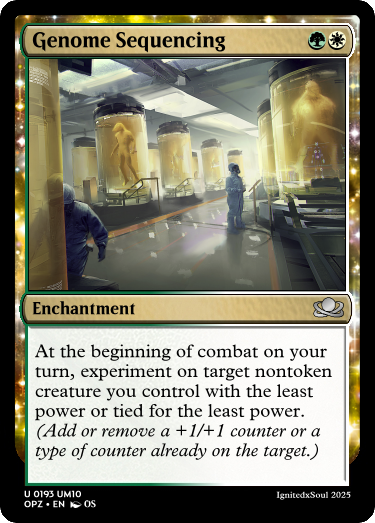 Genome Sequencing
Enchantment
At the beginning of combat on your
turn, experiment on target nontoken
creature you control with the least
power or tied for the least power.
(Add or remove a +1/+1 counter or a
type of counter already on the target.)
U 0193 UM10
OPZ • EN OS
IgnitedxSoul 2025